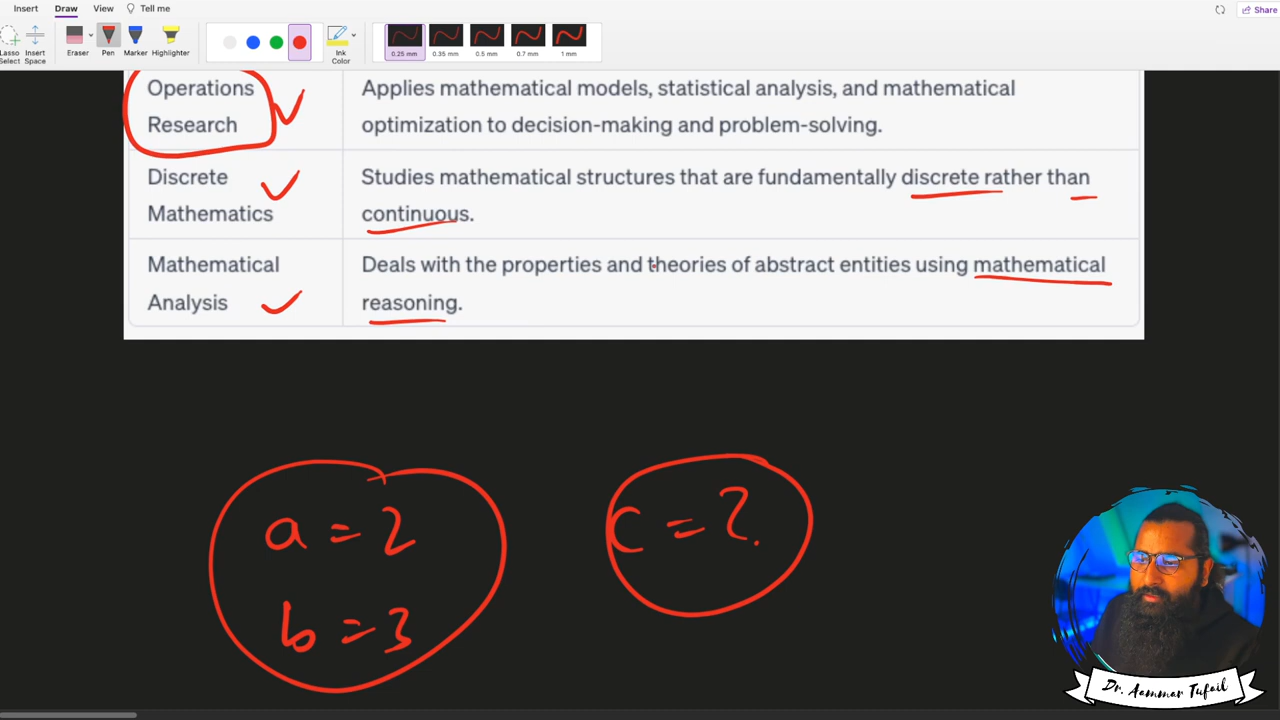 Insert Draw View Tell me
Share
Lasso Select
Insert Space
Eraser
Pen
Marker
Highlighter
Ink Color
0.25 mm
0.35 mm
0.5 mm
0.7 mm
1 mm
Operations Research
Applies mathematical models, statistical analysis, and mathematical
optimization to decision-making and problem-solving.
Discrete Mathematics
Studies mathematical structures that are fundamentally discrete rather than
continuous.
Mathematical Analysis
Deals with the properties and theories of abstract entities using mathematical
reasoning.
a = 2
b = 3
c = ?
Dr. Aammar Tufail